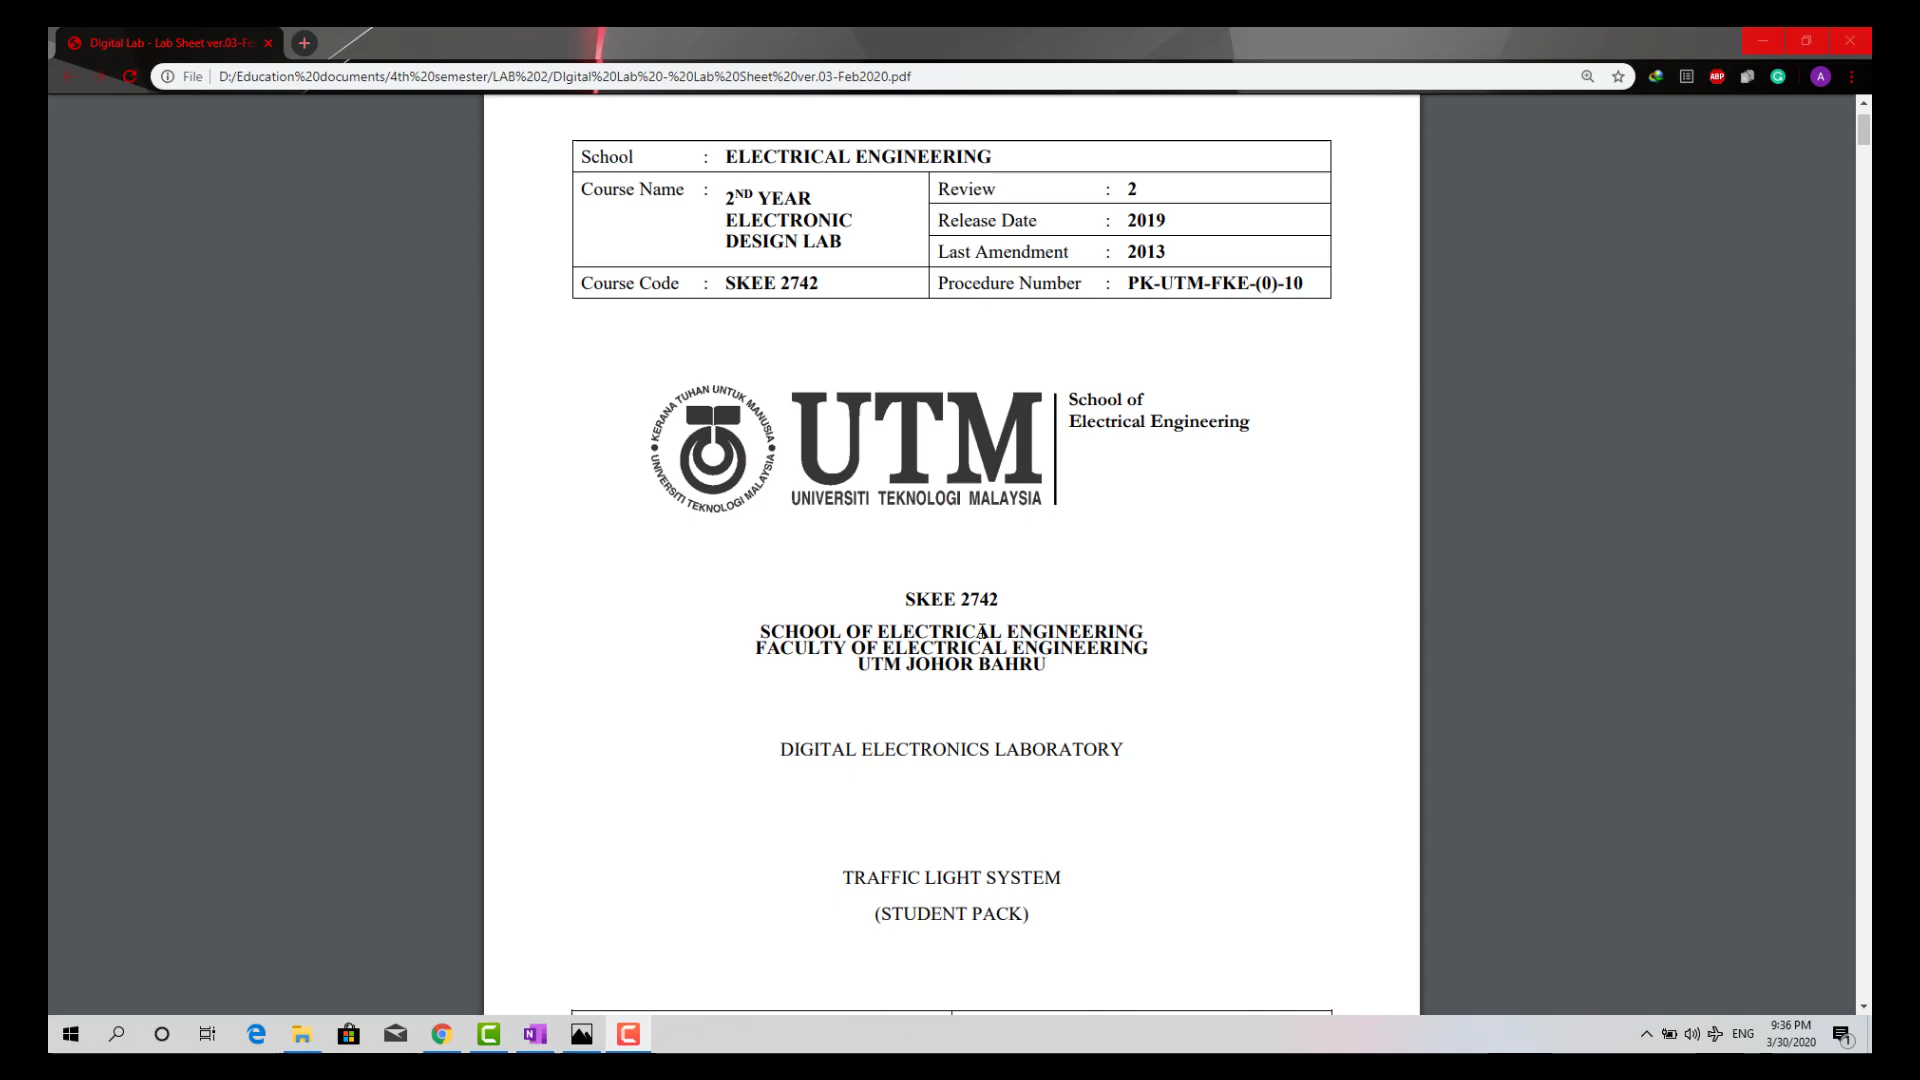 DIgital Lab - Lab Sheet ver.03-Fe
File
D:/Education%20documents/4th%20semester/LAB%202/DIgital%20Lab%20-%20Lab%20Sheet%20ver.03-Feb2020.pdf
ABP
A
School : ELECTRICAL ENGINEERING
Course Name : 2ND YEAR ELECTRONIC DESIGN LAB
Review : 2
Release Date : 2019
Last Amendment : 2013
Course Code : SKEE 2742
Procedure Number : PK-UTM-FKE-(0)-10
KERANA TUHAN UNTUK MANUSIA
UNIVERSITI TEKNOLOGI MALAYSIA
UTM
UNIVERSITI TEKNOLOGI MALAYSIA
School of
Electrical Engineering
SKEE 2742
SCHOOL OF ELECTRICAL ENGINEERING
FACULTY OF ELECTRICAL ENGINEERING
UTM JOHOR BAHRU
DIGITAL ELECTRONICS LABORATORY
TRAFFIC LIGHT SYSTEM
(STUDENT PACK)
ENG
9:36 PM
3/30/2020
1